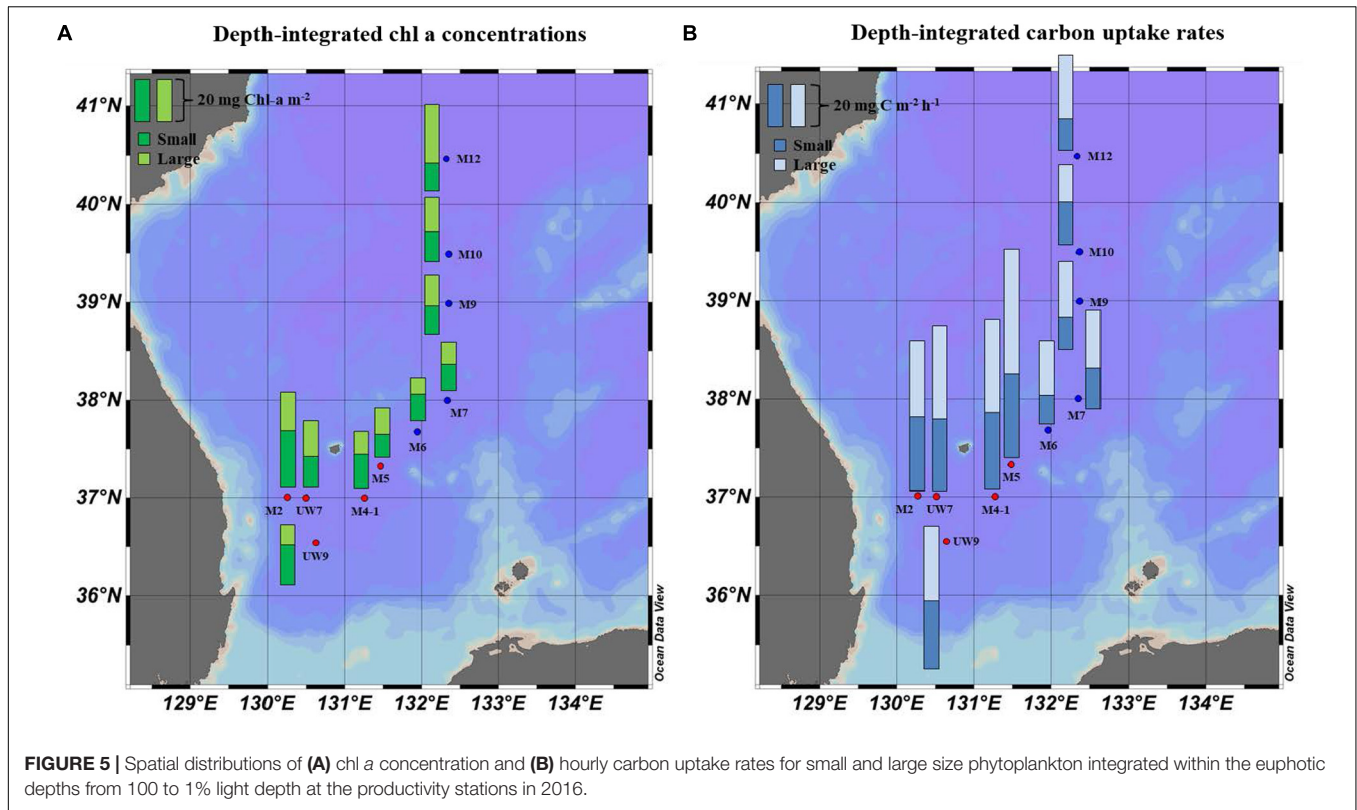 A
Depth-integrated chl a concentrations
20 mg Chl-a m-2
Small
Large
41°N
40°N
39°N
38°N
37°N
36°N
129°E 130°E 131°E 132°E 133°E 134°E
M12
M10
M9
M7
M6
M5
M2
UW7
M4-1
UW9
Ocean Data View
B
Depth-integrated carbon uptake rates
20 mg C m-2 h-1
Small
Large
41°N
40°N
39°N
38°N
37°N
36°N
129°E 130°E 131°E 132°E 133°E 134°E
M12
M10
M9
M7
M6
M5
M2
UW7
M4-1
UW9
Ocean Data View
FIGURE 5 | Spatial distributions of (A) chl a concentration and (B) hourly carbon uptake rates for small and large size phytoplankton integrated within the euphotic
depths from 100 to 1% light depth at the productivity stations in 2016.